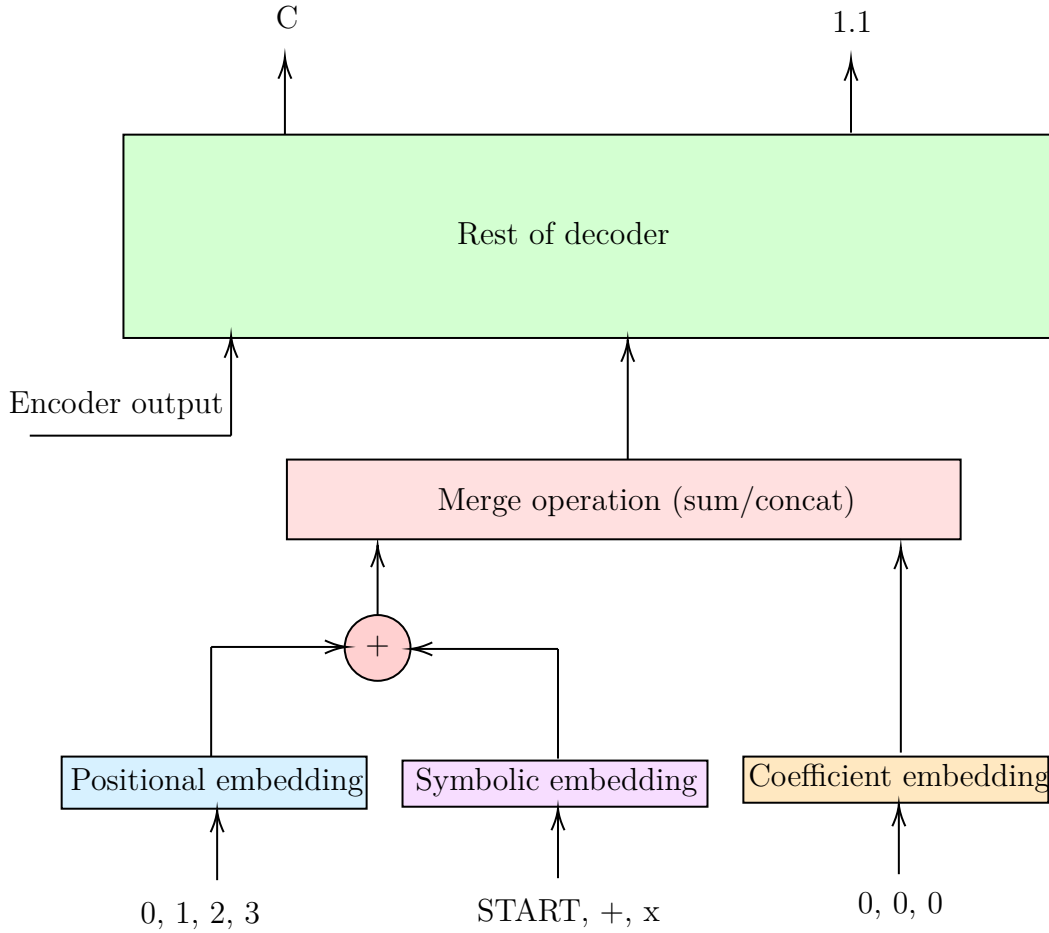 C
1.1
Rest of decoder
Encoder output
Merge operation (sum/concat)
+
Positional embedding
Symbolic embedding
Coefficient embedding
0, 1, 2, 3
START, +, x
0, 0, 0